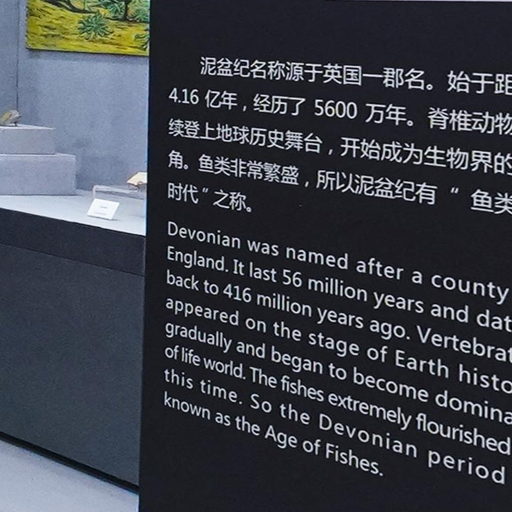 泥盆纪名称源于英国一郡名。始于距
4.16 亿年，经历了 5600 万年。脊椎动物
续登上地球历史舞台，开始成为生物界的
角。鱼类非常繁盛，所以泥盆纪有 “ 鱼类
时代 ” 之称。
Devonian was named after a county
England. It last 56 million years and dat
back to 416 million years ago. Vertebrat
appeared on the stage of Earth histo
gradually and began to become domina
of life world. The fishes extremely flourished
this time. So the Devonian period
known as the Age of Fishes.